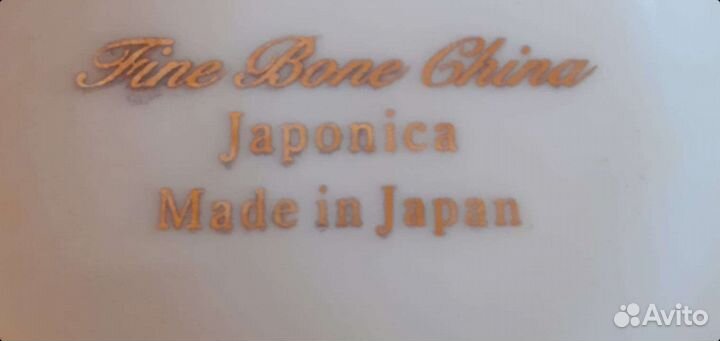 Fine Bone China
Japonica
Made in Japan
Avito